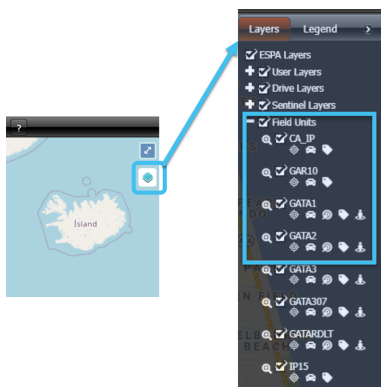 ?
Ísland
Layers Legend >
ESPA Layers
User Layers
Drive Layers
Sentinel Layers
Field Units
CA_IP
GAR10
GATA1
GATA2
GATA3
GATA307
GATARDLT
IP15